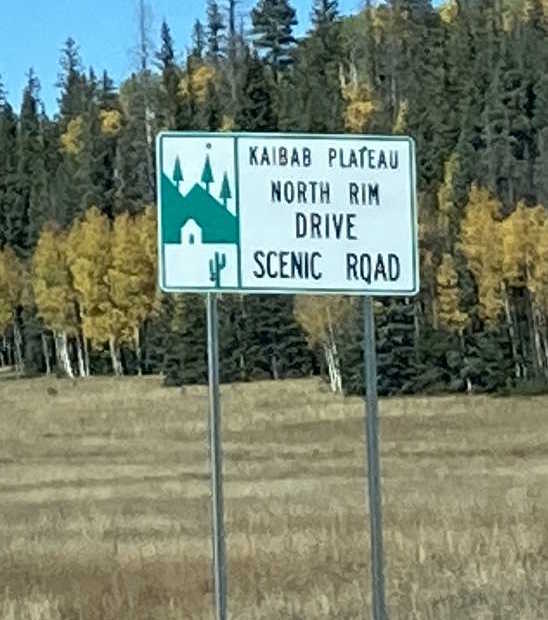 KAIBAB PLATEAU
NORTH RIM
DRIVE
SCENIC ROAD